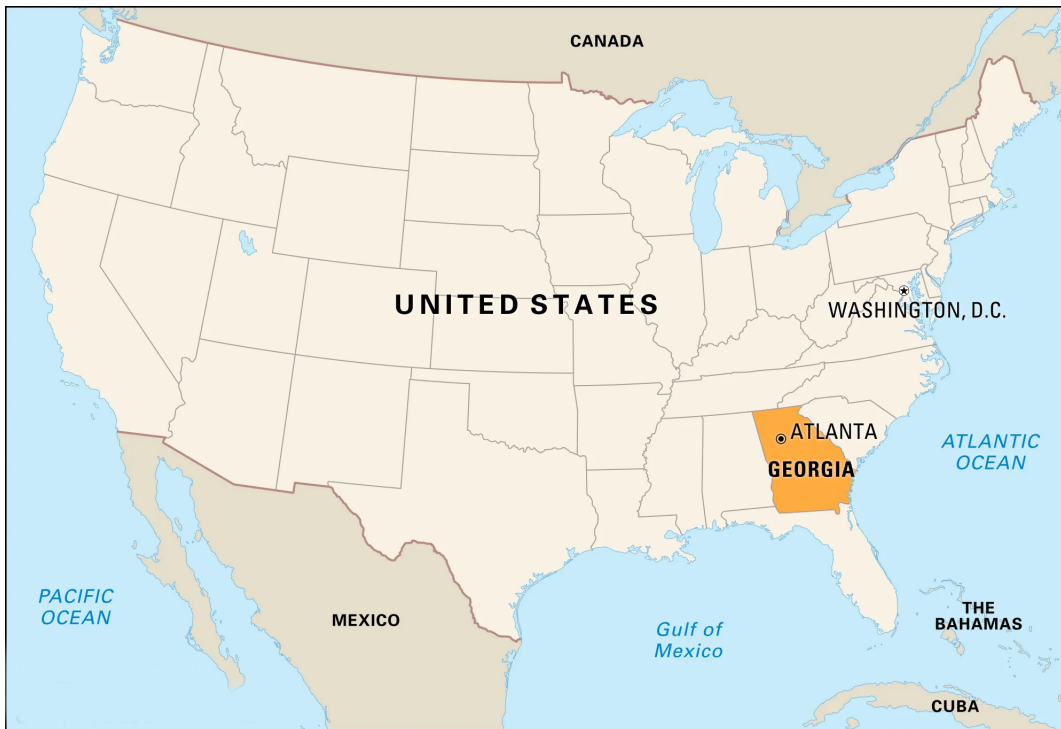 CANADA
UNITED STATES
WASHINGTON, D.C.
ATLANTA
GEORGIA
ATLANTIC
OCEAN
PACIFIC
OCEAN
MEXICO
Gulf of
Mexico
THE
BAHAMAS
CUBA